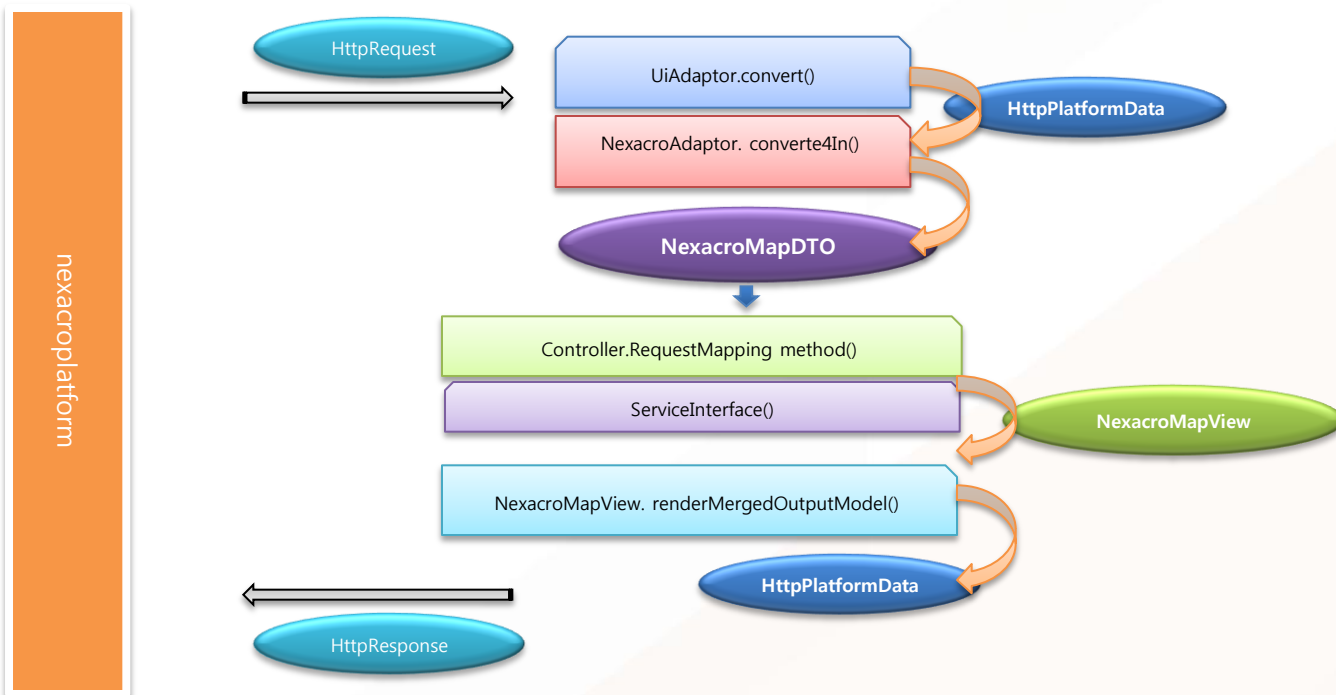 nexacroplatform
HttpRequest
UiAdaptor.convert()
HttpPlatformData
NexacroAdaptor. converte4In()
NexacroMapDTO
Controller.RequestMapping method()
ServiceInterface()
NexacroMapView
NexacroMapView. renderMergedOutputModel()
HttpPlatformData
HttpResponse